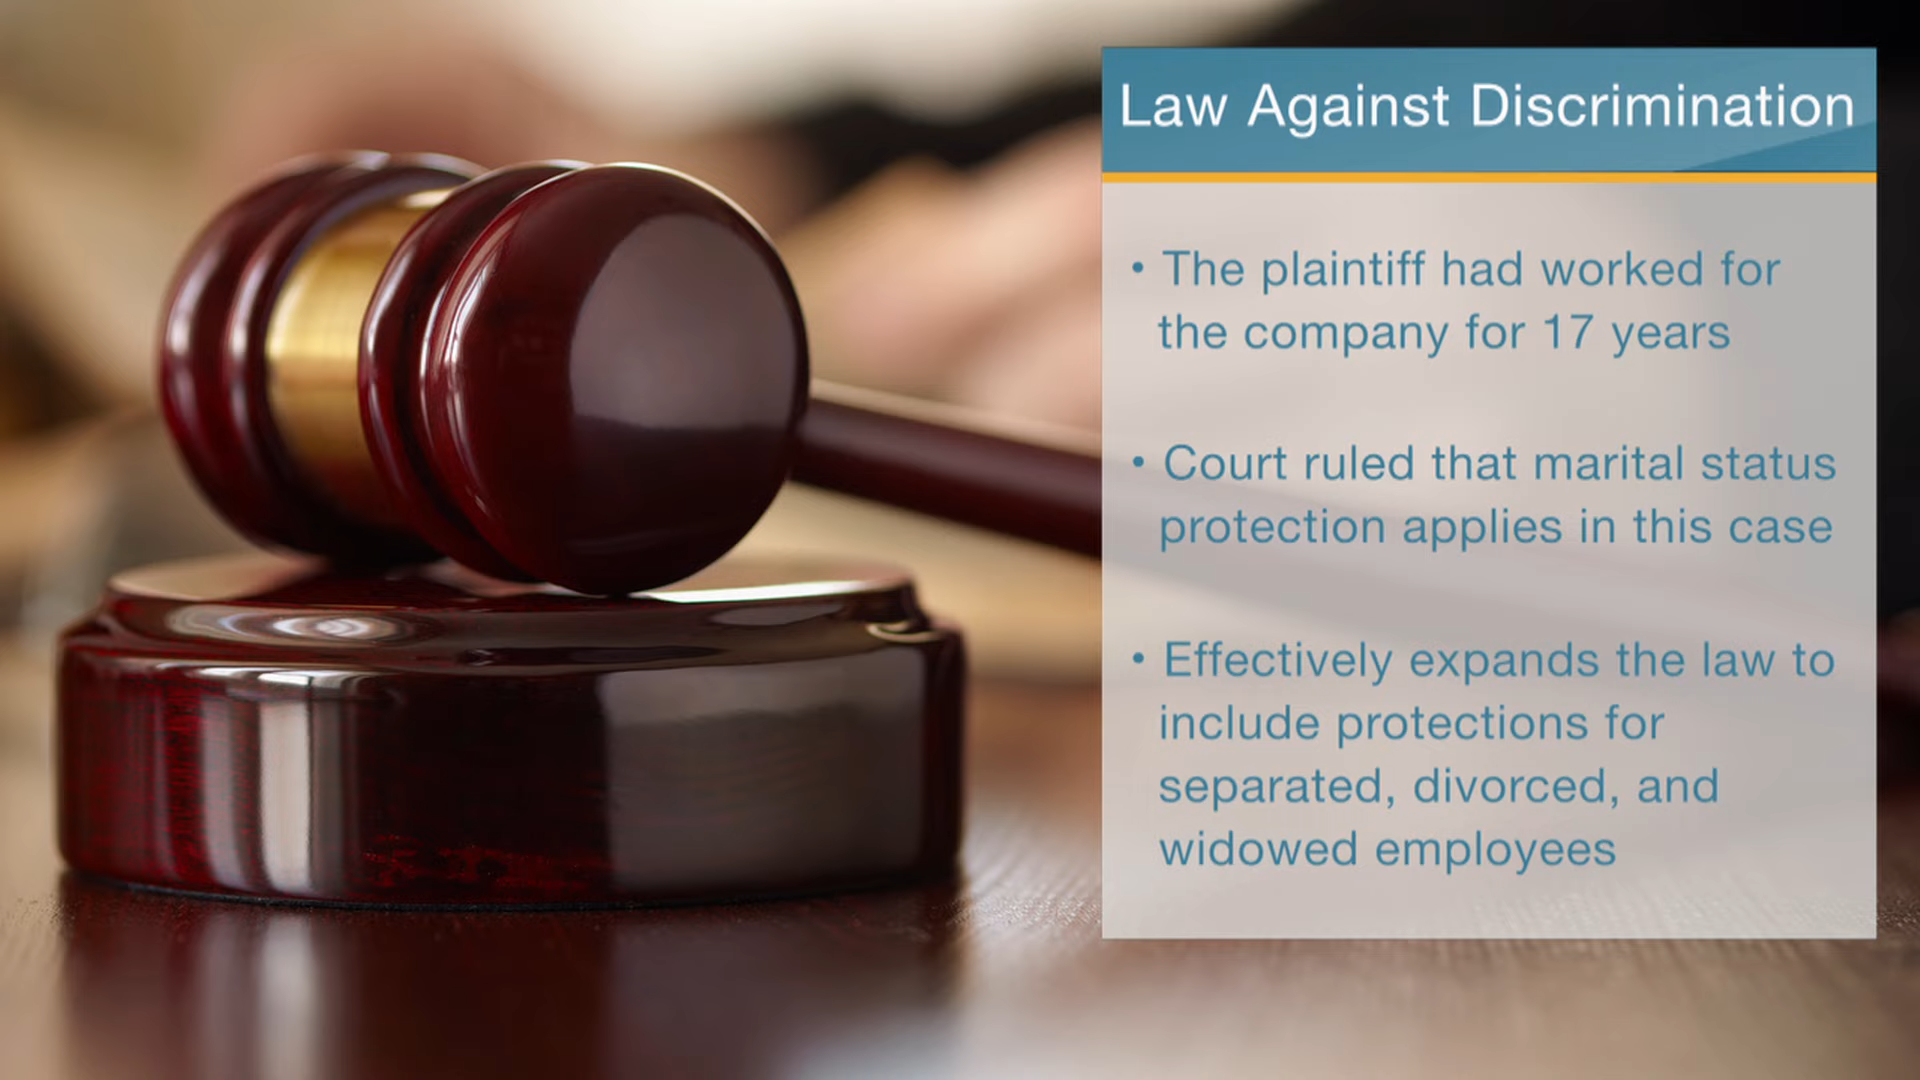 Law Against Discrimination
• The plaintiff had worked for
the company for 17 years
• Court ruled that marital status
protection applies in this case
• Effectively expands the law to
include protections for
separated, divorced, and
widowed employees